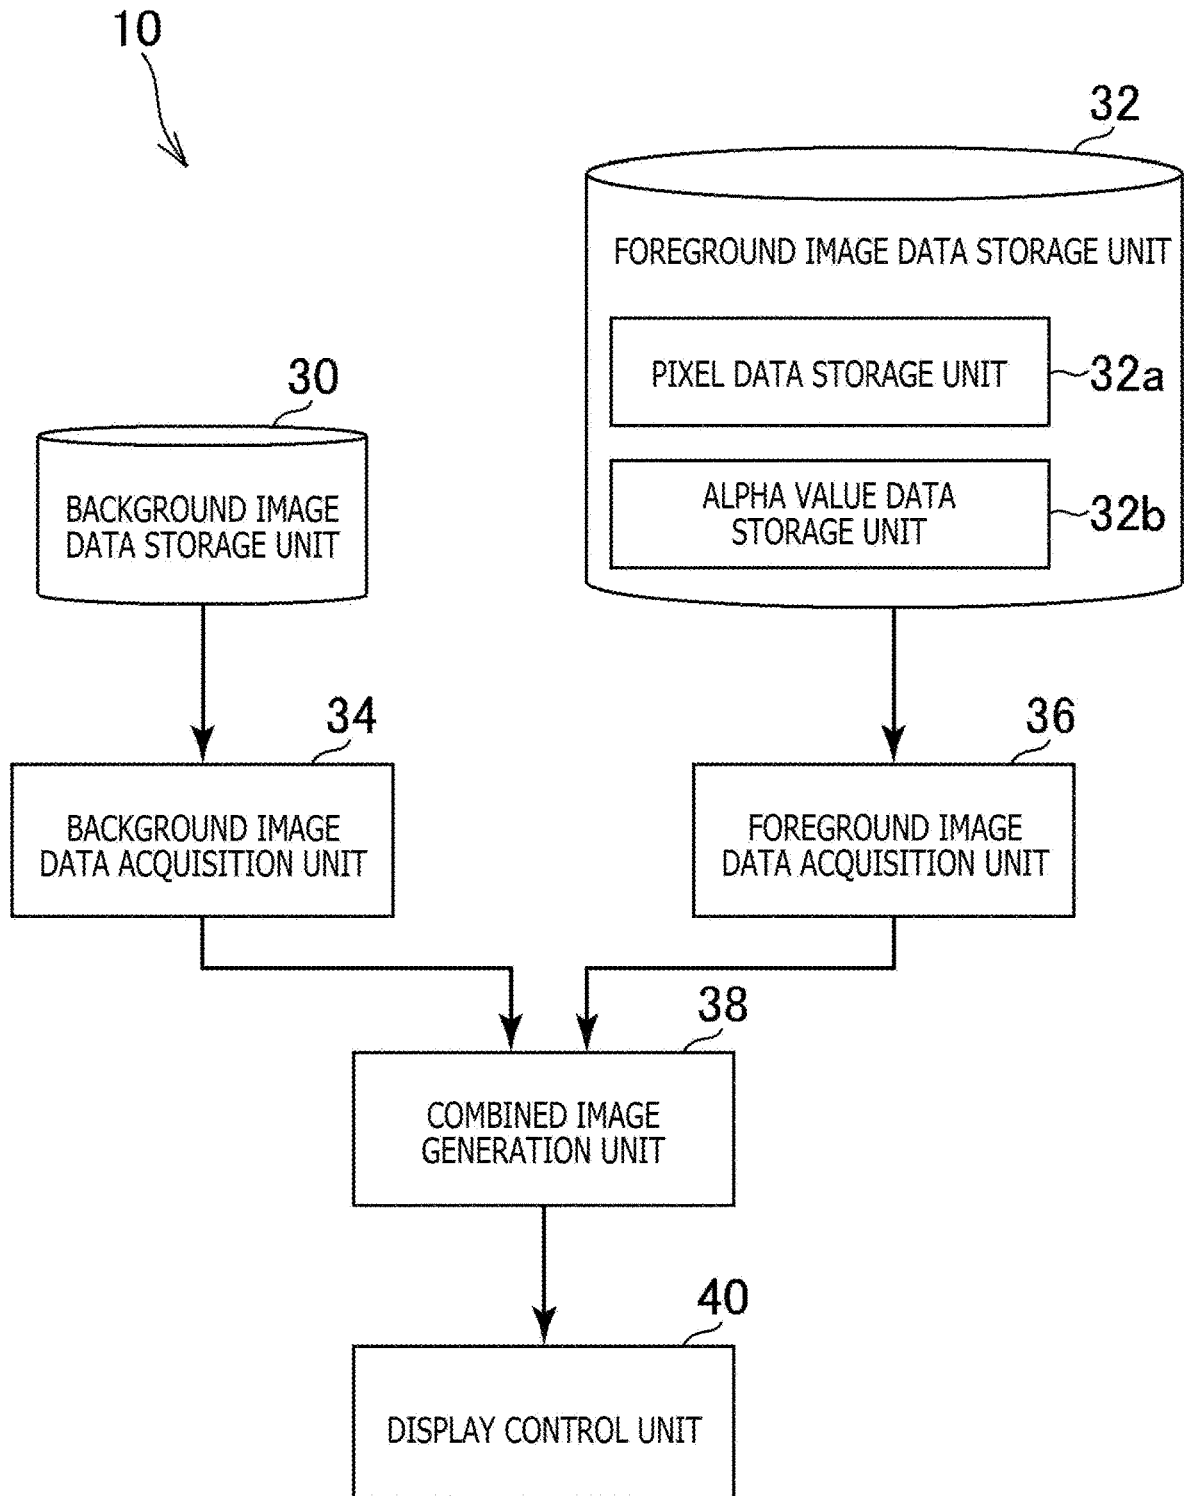 10
32
FOREGROUND IMAGE DATA STORAGE UNIT
PIXEL DATA STORAGE UNIT
32a
30
BACKGROUND IMAGE
DATA STORAGE UNIT
ALPHA VALUE DATA
STORAGE UNIT
32b
34
BACKGROUND IMAGE
DATA ACQUISITION UNIT
36
FOREGROUND IMAGE
DATA ACQUISITION UNIT
38
COMBINED IMAGE
GENERATION UNIT
40
DISPLAY CONTROL UNIT